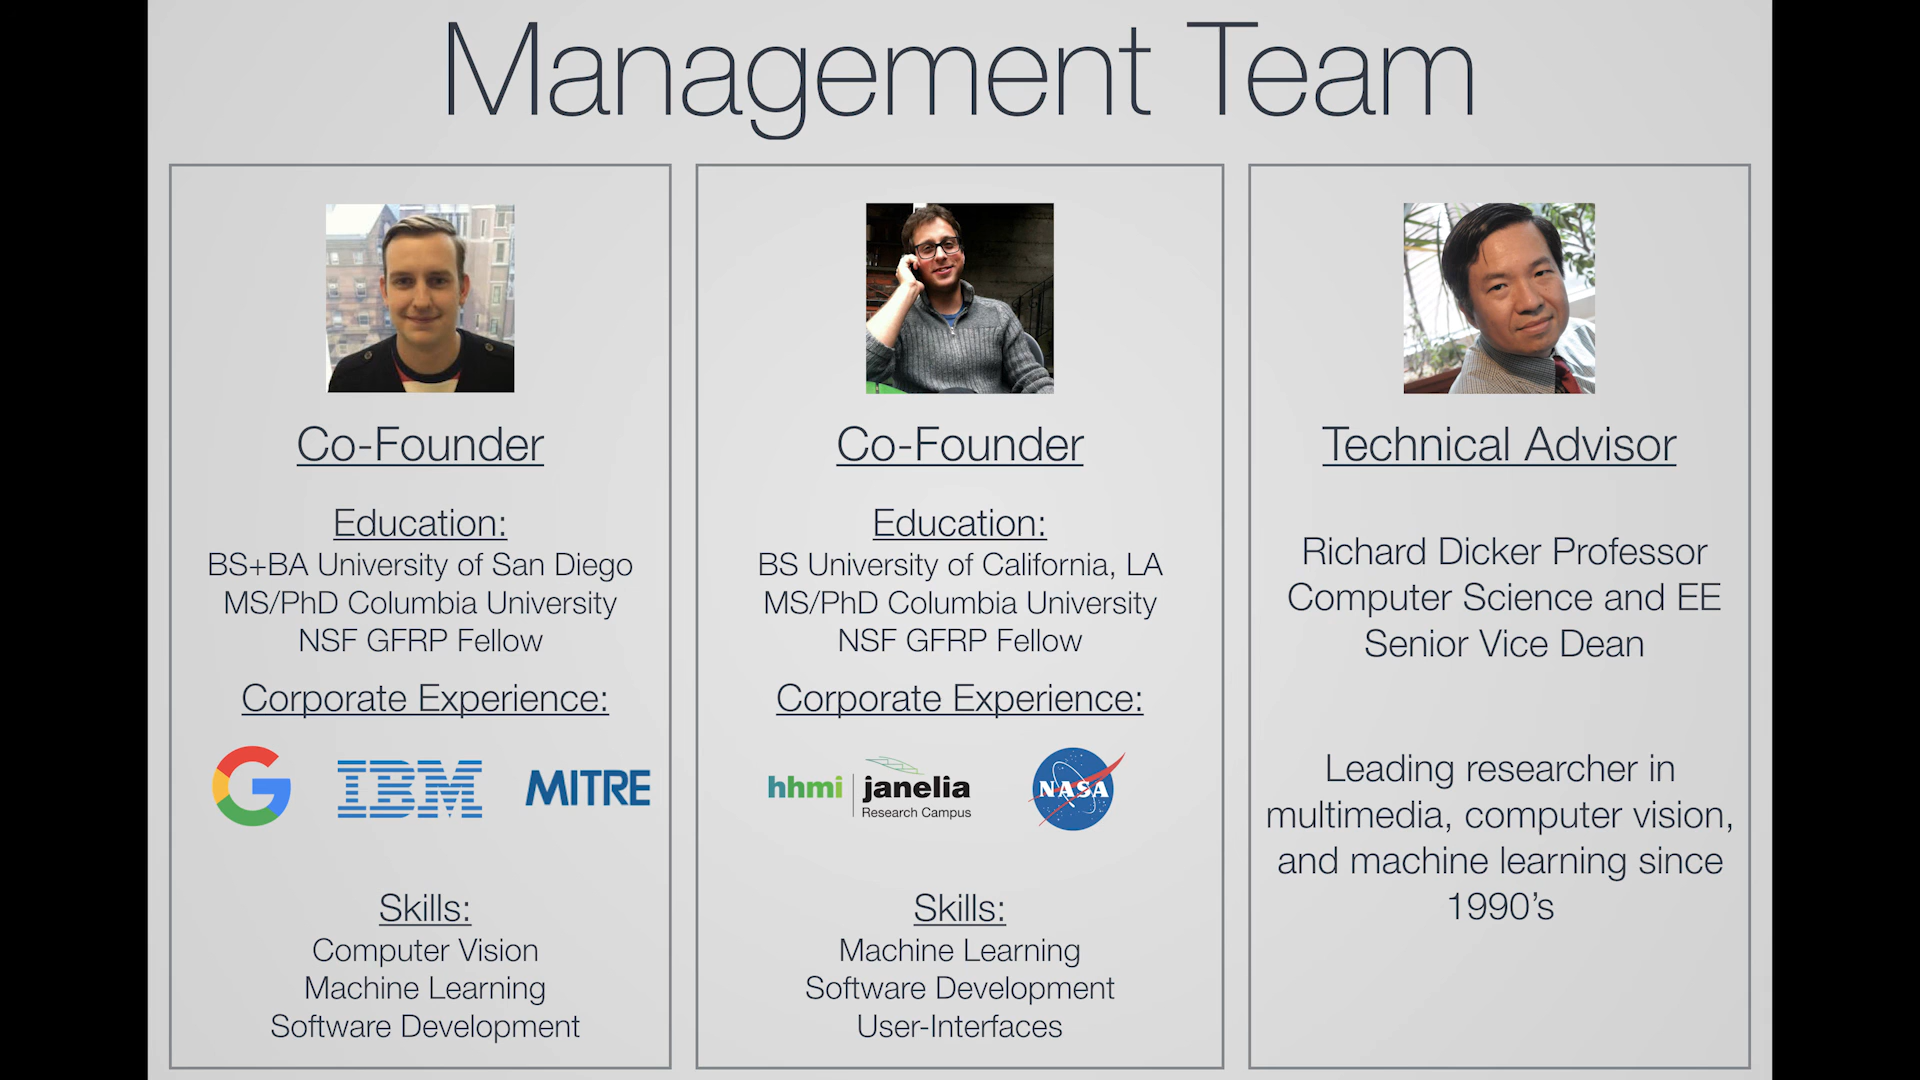 Management Team
Co-Founder
Education:
BS+BA University of San Diego
MS/PhD Columbia University
NSF GFRP Fellow
Corporate Experience:
G
IBM
MITRE
Skills:
Computer Vision
Machine Learning
Software Development
Co-Founder
Education:
BS University of California, LA
MS/PhD Columbia University
NSF GFRP Fellow
Corporate Experience:
hhmi janelia
Research Campus
NASA
Skills:
Machine Learning
Software Development
User-Interfaces
Technical Advisor
Richard Dicker Professor
Computer Science and EE
Senior Vice Dean
Leading researcher in
multimedia, computer vision,
and machine learning since
1990’s